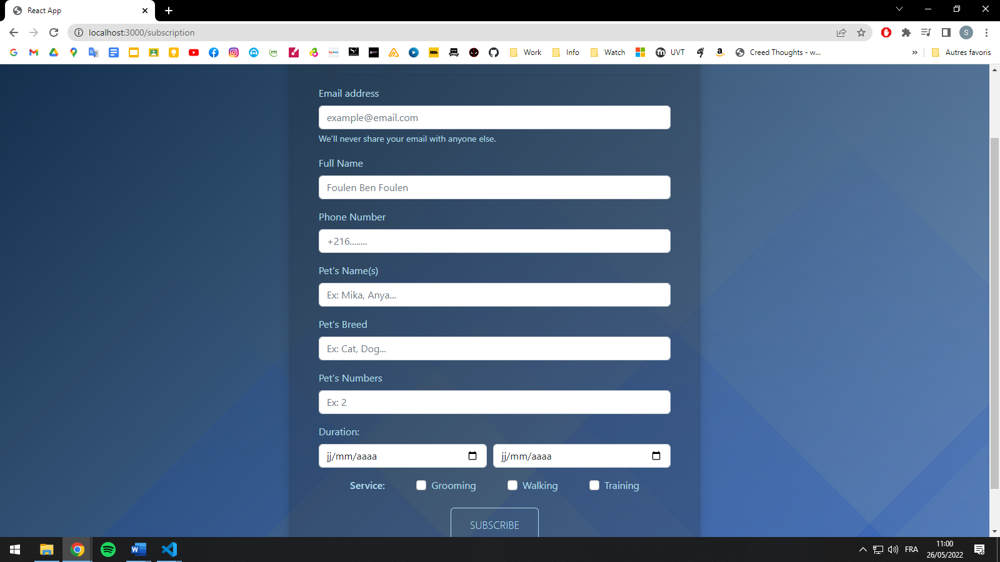 React App
localhost:3000/subscription
S
Work
Info
Watch
UVT
Creed Thoughts - w...
»
Autres favoris
Email address
example@email.com
We'll never share your email with anyone else.
Full Name
Foulen Ben Foulen
Phone Number
+216........
Pet's Name(s)
Ex: Mika, Anya...
Pet's Breed
Ex: Cat, Dog...
Pet's Numbers
Ex: 2
Duration:
jj/mm/aaaa
jj/mm/aaaa
Service:
Grooming
Walking
Training
SUBSCRIBE
FRA
11:00
26/05/2022